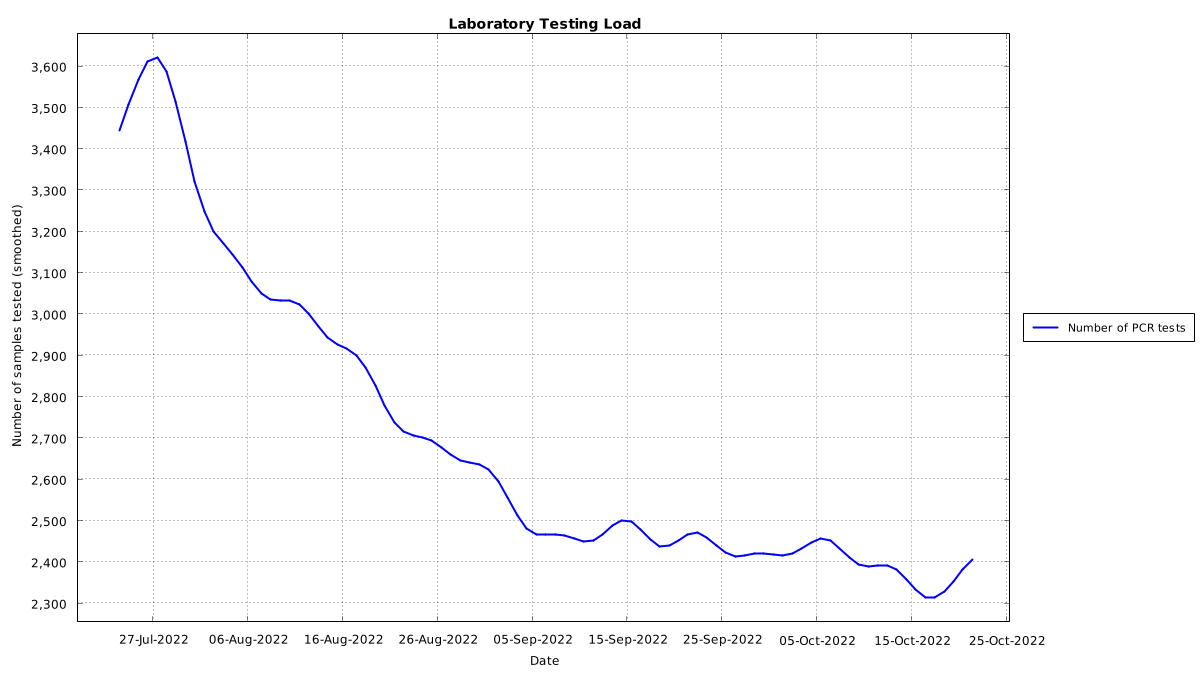 Laboratory Testing Load
Number of samples tested (smoothed)
3,600
3,500
3,400
3,300
3,200
3,100
3,000
2,900
2,800
2,700
2,600
2,500
2,400
2,300
27-Jul-2022 06-Aug-2022 16-Aug-2022 26-Aug-2022 05-Sep-2022 15-Sep-2022 25-Sep-2022 05-Oct-2022 15-Oct-2022 25-Oct-2022
Date
Number of PCR tests